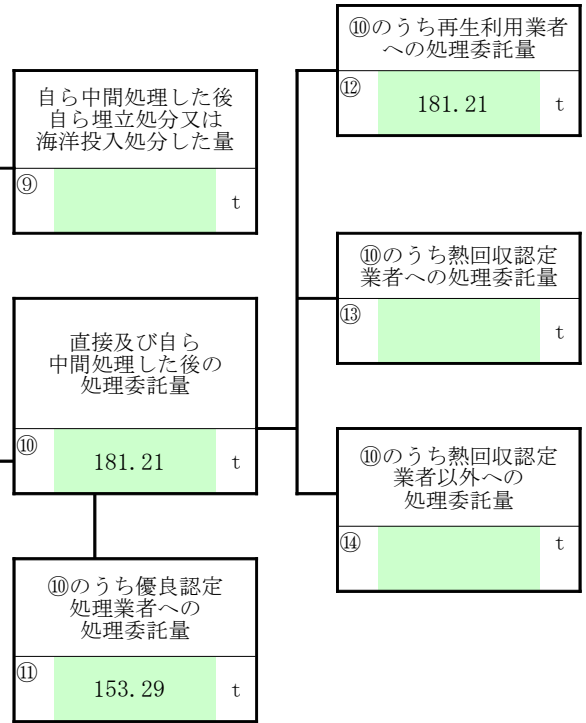 自ら中間処理した後
自ら埋立処分又は
海洋投入処分した量
⑨
t
直接及び自ら
中間処理した後の
処理委託量
⑩
181.21 t
⑩のうち優良認定
処理業者への
処理委託量
⑪
153.29 t
⑩のうち再生利用業者
への処理委託量
⑫
181.21 t
⑩のうち熱回収認定
業者への処理委託量
⑬
t
⑩のうち熱回収認定
業者以外への
処理委託量
⑭
t